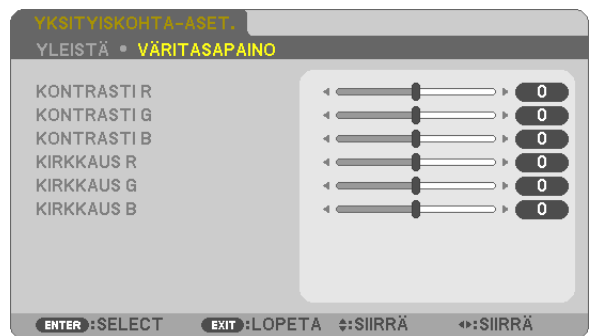 YKSITYISKOHTA-ASET.
YLEISTÄ • VÄRITASAPAINO
KONTRASTI R 0
KONTRASTI G 0
KONTRASTI B 0
KIRKKAUS R 0
KIRKKAUS G 0
KIRKKAUS B 0
ENTER :SELECT EXIT :LOPETA :SIIRRÄ :SIIRRÄ